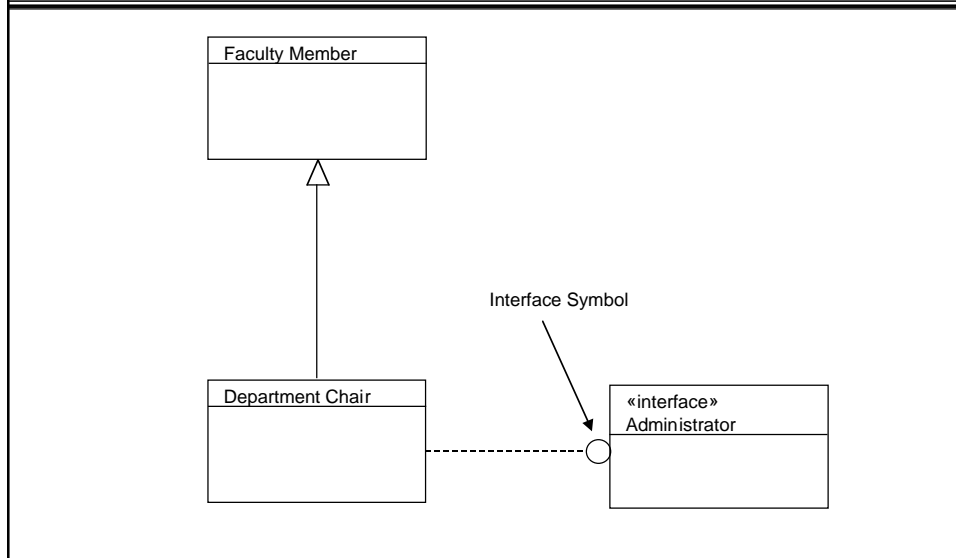 Faculty Member
Interface Symbol
Department Chair
«interface»
Administrator